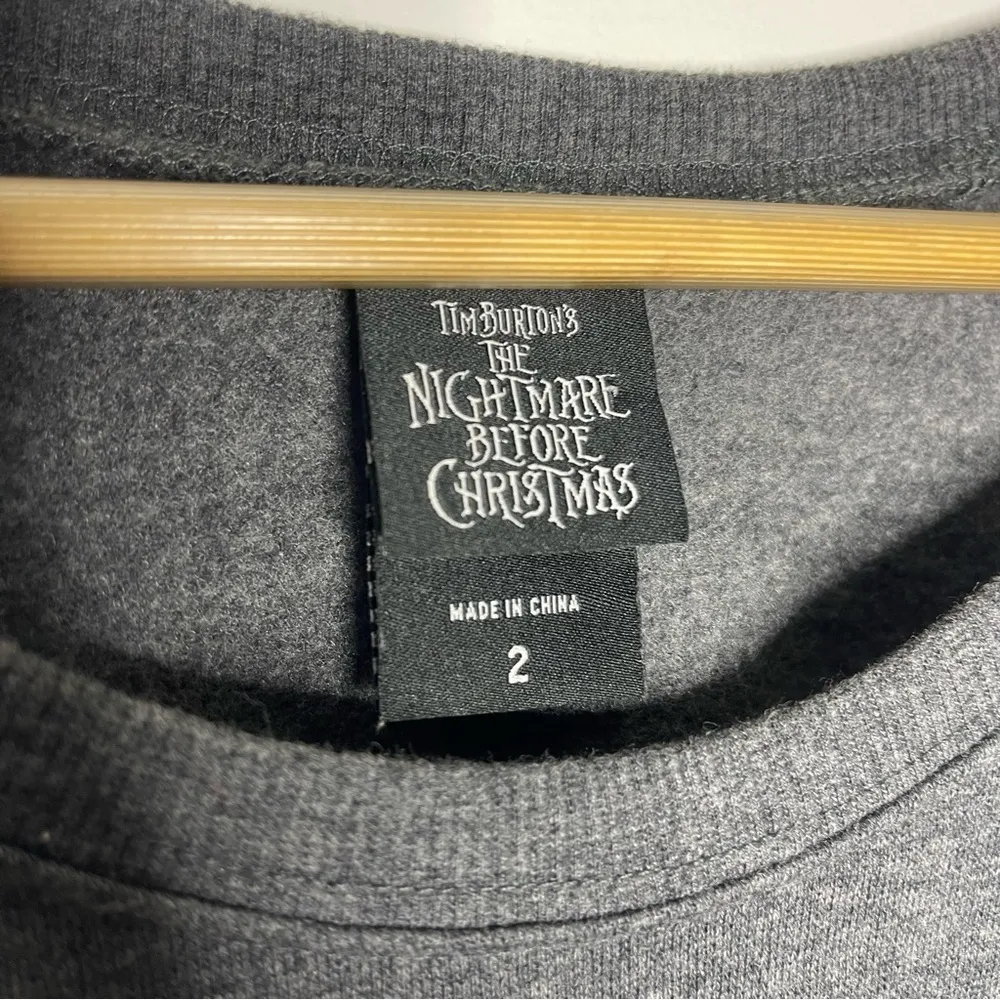 TIM BURTON'S
THE
NIGHTMARE
BEFORE
CHRISTMAS
MADE IN CHINA
2